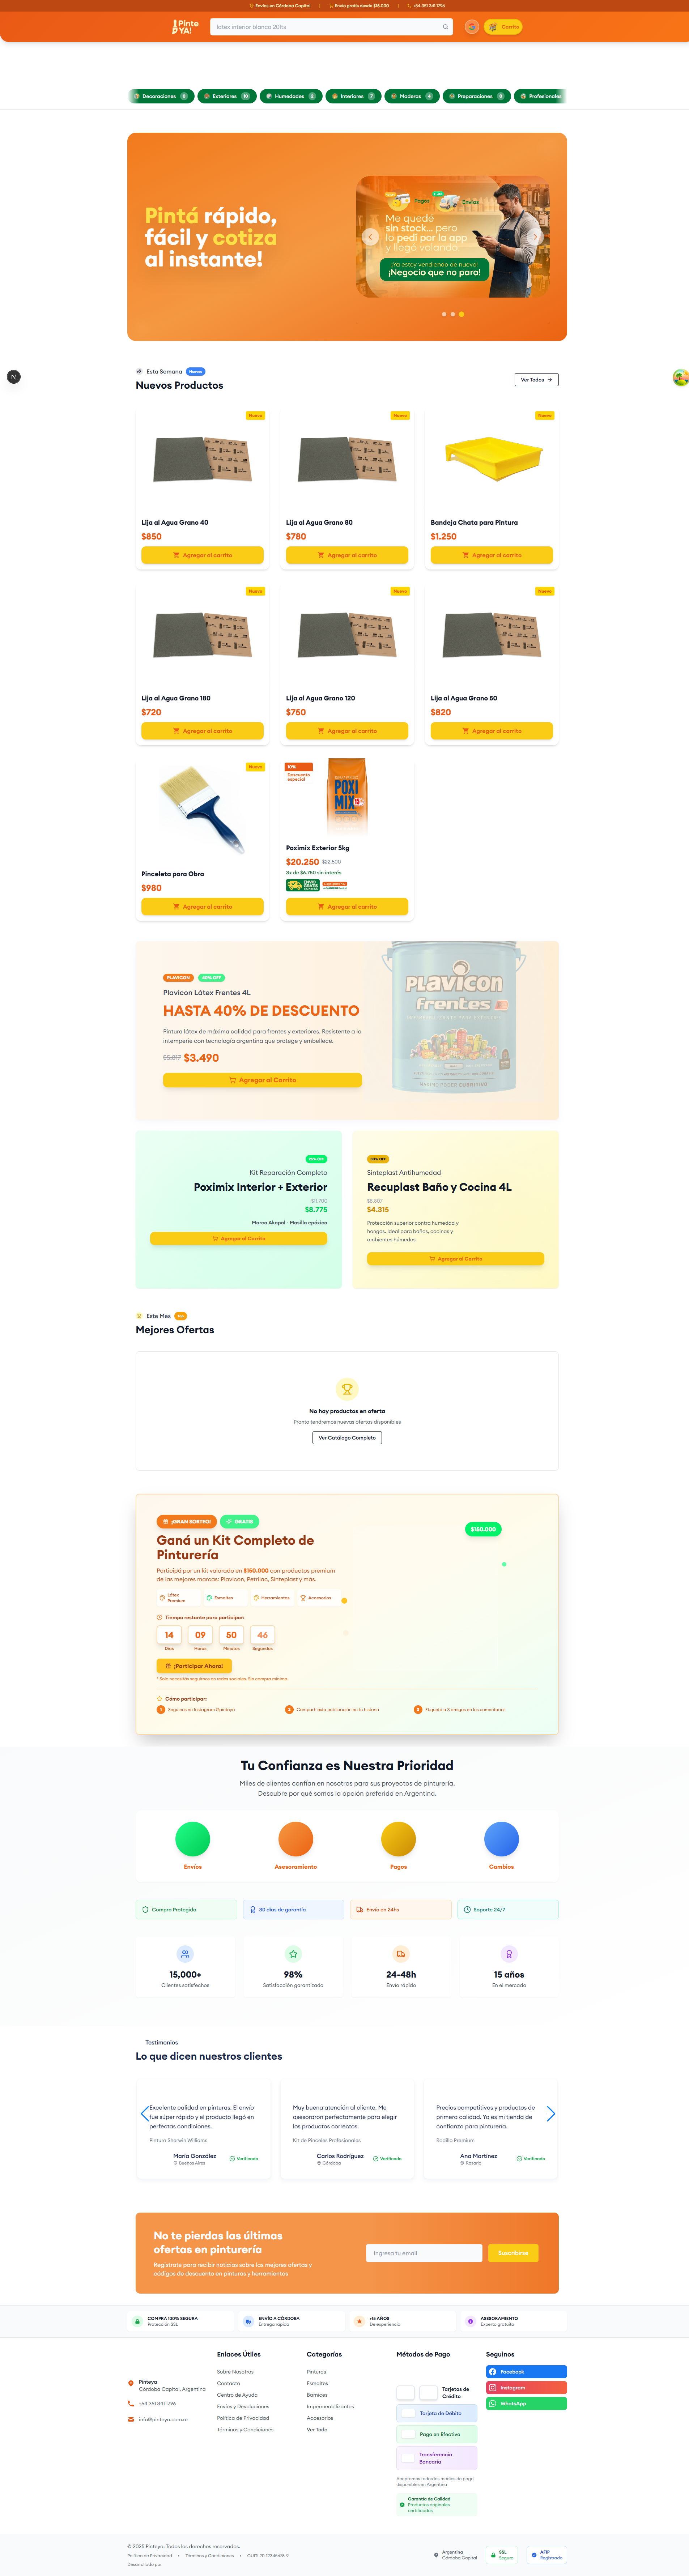 Envíos en Córdoba Capital | Envío gratis desde $15.000 | +54 351 341 1796
Pinte YA!
latex interior blanco 20lts
Carrito
Decoraciones
Exteriores
Humedades
Interiores 7
Maderas 4
Preparaciones
Profesionales
Pintá rápido,
fácil y cotiza
al instante!
Pagos Envíos
Me quedé
sin stock... pero
lo pedí por la app
y llegó volando
¡Ya estoy vendiendo de nuevo!
¡Negocio que no para!
N
Esta Semana Nuevos
Nuevos Productos
Ver Todos
Nuevo
Lija al Agua Grano 40
$850
Agregar al carrito
Nuevo
Lija al Agua Grano 80
$780
Agregar al carrito
Nuevo
Bandeja Chata para Pintura
$1.250
Agregar al carrito
Nuevo
Lija al Agua Grano 180
$720
Agregar al carrito
Nuevo
Lija al Agua Grano 120
$750
Agregar al carrito
Nuevo
Lija al Agua Grano 50
$820
Agregar al carrito
Nuevo
Pinceleta para Obra
$980
Agregar al carrito
10%
Descuento
especial
POXI
MIX
Poximix Exterior 5kg
$20.250 $22.500
3x de $6.750 sin interés
ENVIO
GRATIS
Agregar al carrito
PLAVICON 40% OFF
Plavicon Látex Frentes 4L
HASTA 40% DE DESCUENTO
Pintura látex de máxima calidad para frentes y exteriores. Resistente a la
intemperie con tecnología argentina que protege y embellece.
$5.817 $3.490
Agregar al Carrito
PLAVICON
Frentes
Kit Reparación Completo
Poximix Interior + Exterior
$8.775
Marca Akapol - Masilla epóxica
Agregar al Carrito
Sinteplast Antihumedad
Recuplast Baño y Cocina 4L
$4.315
Protección superior contra humedad y
hongos. Ideal para baños, cocinas y
ambientes húmedos.
Agregar al Carrito
Este Mes Top
Mejores Ofertas
No hay productos en oferta
Pronto tendremos nuevas ofertas disponibles
Ver Catálogo Completo
¡GRAN SORTEO! GRATIS
Ganá un Kit Completo de
Pinturería
Participá por un kit valorado en $150.000 con productos premium
de las mejores marcas: Plavicon, Petrilac, Sinteplast y más.
$150.000
Látex
Premium
Esmaltes
Herramientas
Accesorios
Tiempo restante para participar:
14 09 50 46
Días Horas Minutos Segundos
¡Participar Ahora!
* Solo necesitás seguirnos en redes sociales. Sin compra mínima.
Cómo participar:
1 Seguinos en Instagram @pinteya
2 Compartí esta publicación en tu historia
3 Etiquetá a 3 amigos en los comentarios
Tu Confianza es Nuestra Prioridad
Miles de clientes confían en nosotros para sus proyectos de pinturería.
Descubre por qué somos la opción preferida en Argentina.
Envíos Asesoramiento Pagos Cambios
Compra Protegida
30 días de garantía
Envío en 24hs
Soporte 24/7
15,000+
Clientes satisfechos
98%
Satisfacción garantizada
24-48h
Envío rápido
15 años
En el mercado
Testimonios
Lo que dicen nuestros clientes
Excelente calidad en pinturas. El envío
fue súper rápido y el producto llegó en
perfectas condiciones.
Pintura Sherwin Williams
María González
Buenos Aires
Verificado
Muy buena atención al cliente. Me
asesoraron perfectamente para elegir
los productos correctos.
Kit de Pinceles Profesionales
Carlos Rodríguez
Córdoba
Verificado
Precios competitivos y productos de
primera calidad. Ya es mi tienda de
confianza para pinturería.
Rodillo Premium
Ana Martínez
Rosario
Verificado
No te pierdas las últimas
ofertas en pinturería
Regístrate para recibir noticias sobre las mejores ofertas y
códigos de descuento en pinturas y herramientas
Ingresa tu email
Suscribirse
COMPRA 100% SEGURA
Protección SSL
ENVÍO A CÓRDOBA
Entrega rápida
+15 AÑOS
De experiencia
ASESORAMIENTO
Experto gratuito
Pinteya
Córdoba Capital, Argentina
+54 351 341 1796
info@pinteya.com.ar
Enlaces Útiles
Sobre Nosotros
Contacto
Centro de Ayuda
Envíos y Devoluciones
Política de Privacidad
Términos y Condiciones
Categorías
Pinturas
Esmaltes
Barnices
Impermeabilizantes
Accesorios
Ver Todo
Métodos de Pago
Tarjetas de
Crédito
Tarjeta de Débito
Pago en Efectivo
Transferencia
Bancaria
Aceptamos todos los medios de pago
disponibles en Argentina
Garantía de Calidad
Productos originales
certificados
Seguinos
Facebook
Instagram
WhatsApp
© 2025 Pinteya. Todos los derechos reservados.
Política de Privacidad • Términos y Condiciones • CUIT: 20-12345678-9
Desarrollado por
Argentina
Córdoba Capital
SSL
Seguro
AFIP
Registrado